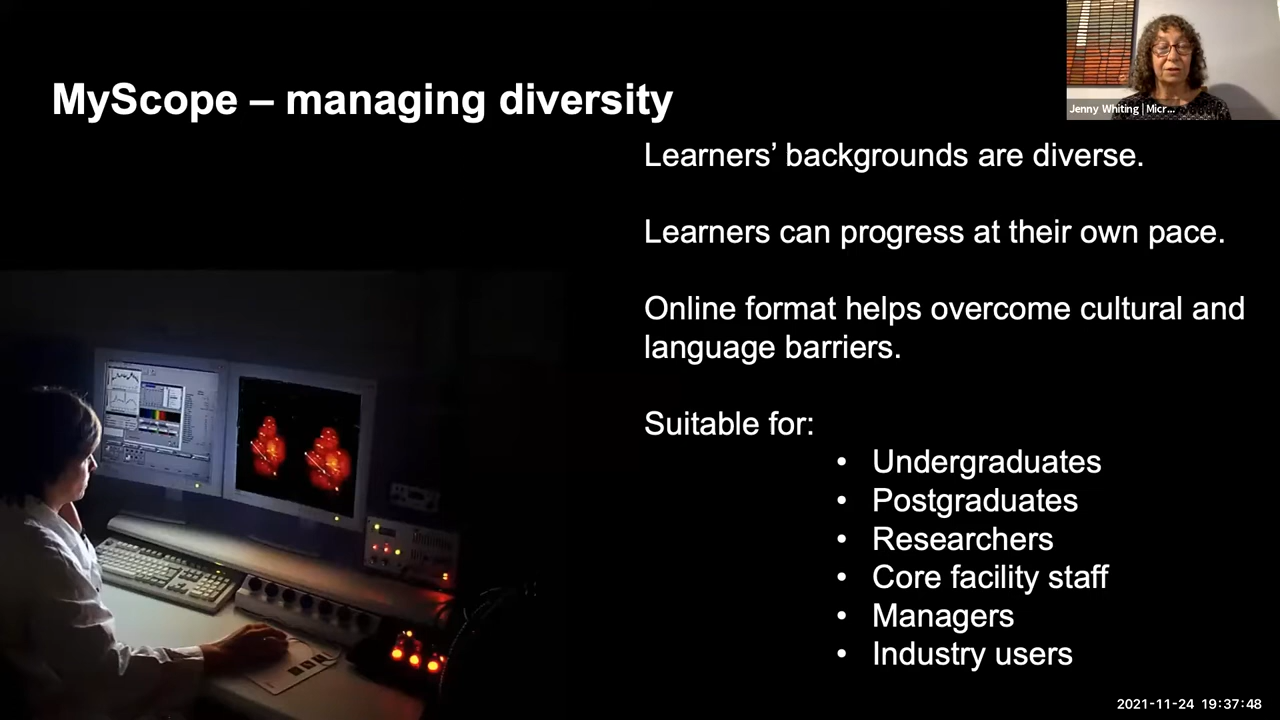 MyScope – managing diversity
Jenny Whiting | Micr...
Learners’ backgrounds are diverse.
Learners can progress at their own pace.
Online format helps overcome cultural and
language barriers.
Suitable for:
• Undergraduates
• Postgraduates
• Researchers
• Core facility staff
• Managers
• Industry users
2021-11-24 19:37:48